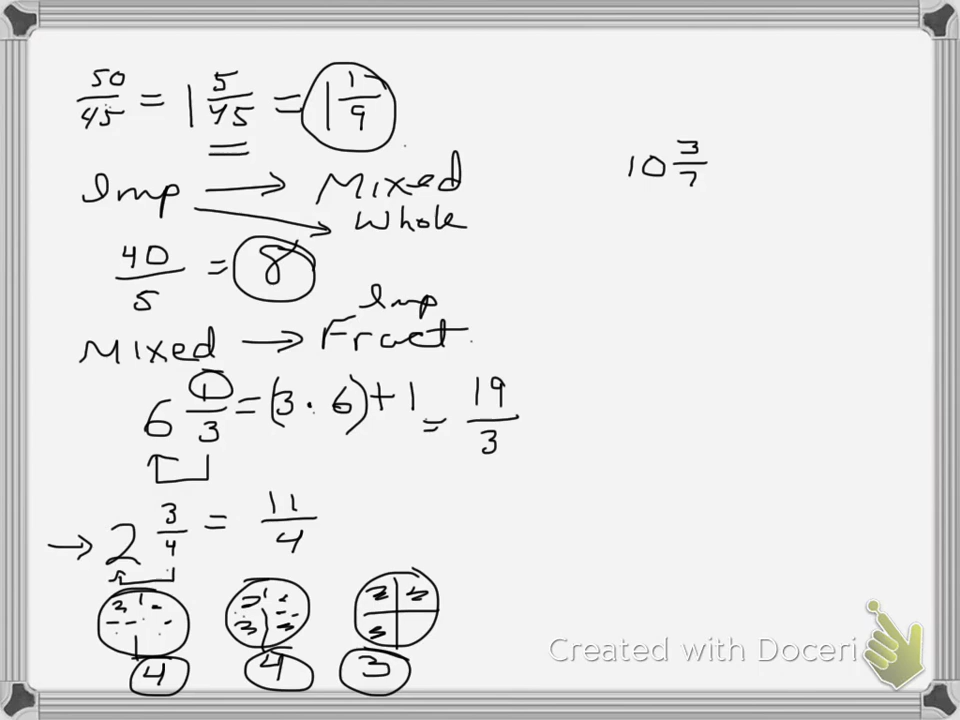 50/45 = 1 5/45 = 1 1/9
Imp → Mixed
Whole
40/5 = 8
Imp
Mixed → Fract.
6 1/3 = (3 · 6) + 1 = 19/3
→ 2 3/4 = 11/4
4 4 3
10 3/7
Created with Doceri